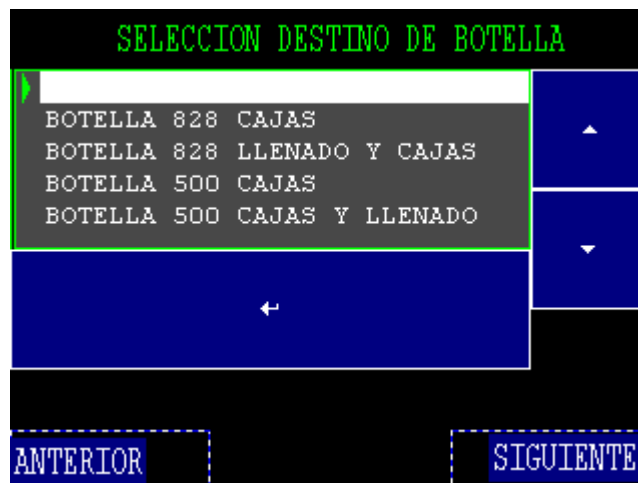 SELECCION DESTINO DE BOTELLA
BOTELLA 828 CAJAS
BOTELLA 828 LLENADO Y CAJAS
BOTELLA 500 CAJAS
BOTELLA 500 CAJAS Y LLENADO
ANTERIOR
SIGUIENTE